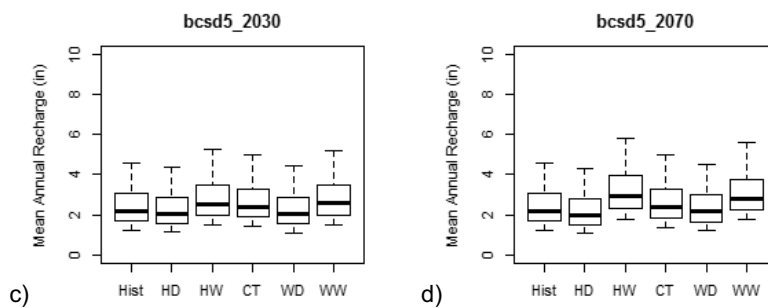 bcsd5_2030
Mean Annual Recharge (in)
10
8
6
4
2
0
Hist HD HW CT WD WW
c)
bcsd5_2070
Mean Annual Recharge (in)
10
8
6
4
2
0
Hist HD HW CT WD WW
d)